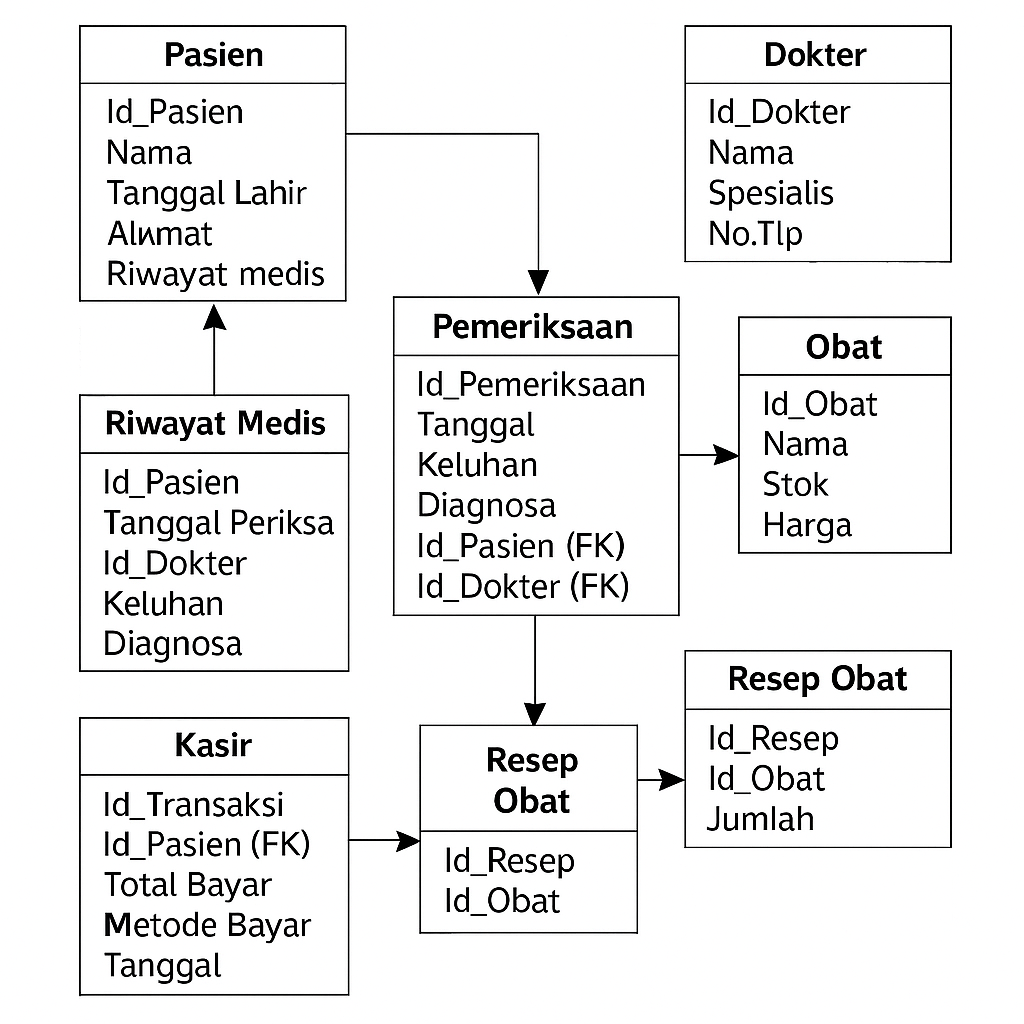 Pasien
Id_Pasien
Nama
Tanggal Lahir
Alиmat
Riwayat medis
Dokter
Id_Dokter
Nama
Spesialis
No.Tlp
Pemeriksaan
Id_Pemeriksaan
Tanggal
Keluhan
Diagnosa
Id_Pasien (FK)
Id_Dokter (FK)
Obat
Id_Obat
Nama
Stok
Harga
Riwayat Medis
Id_Pasien
Tanggal Periksa
Id_Dokter
Keluhan
Diagnosa
Kasir
Id_Transaksi
Id_Pasien (FK)
Total Bayar
Metode Bayar
Tanggal
Resep
Obat
Id_Resep
Id_Obat
Resep Obat
Id_Resep
Id_Obat
Jumlah